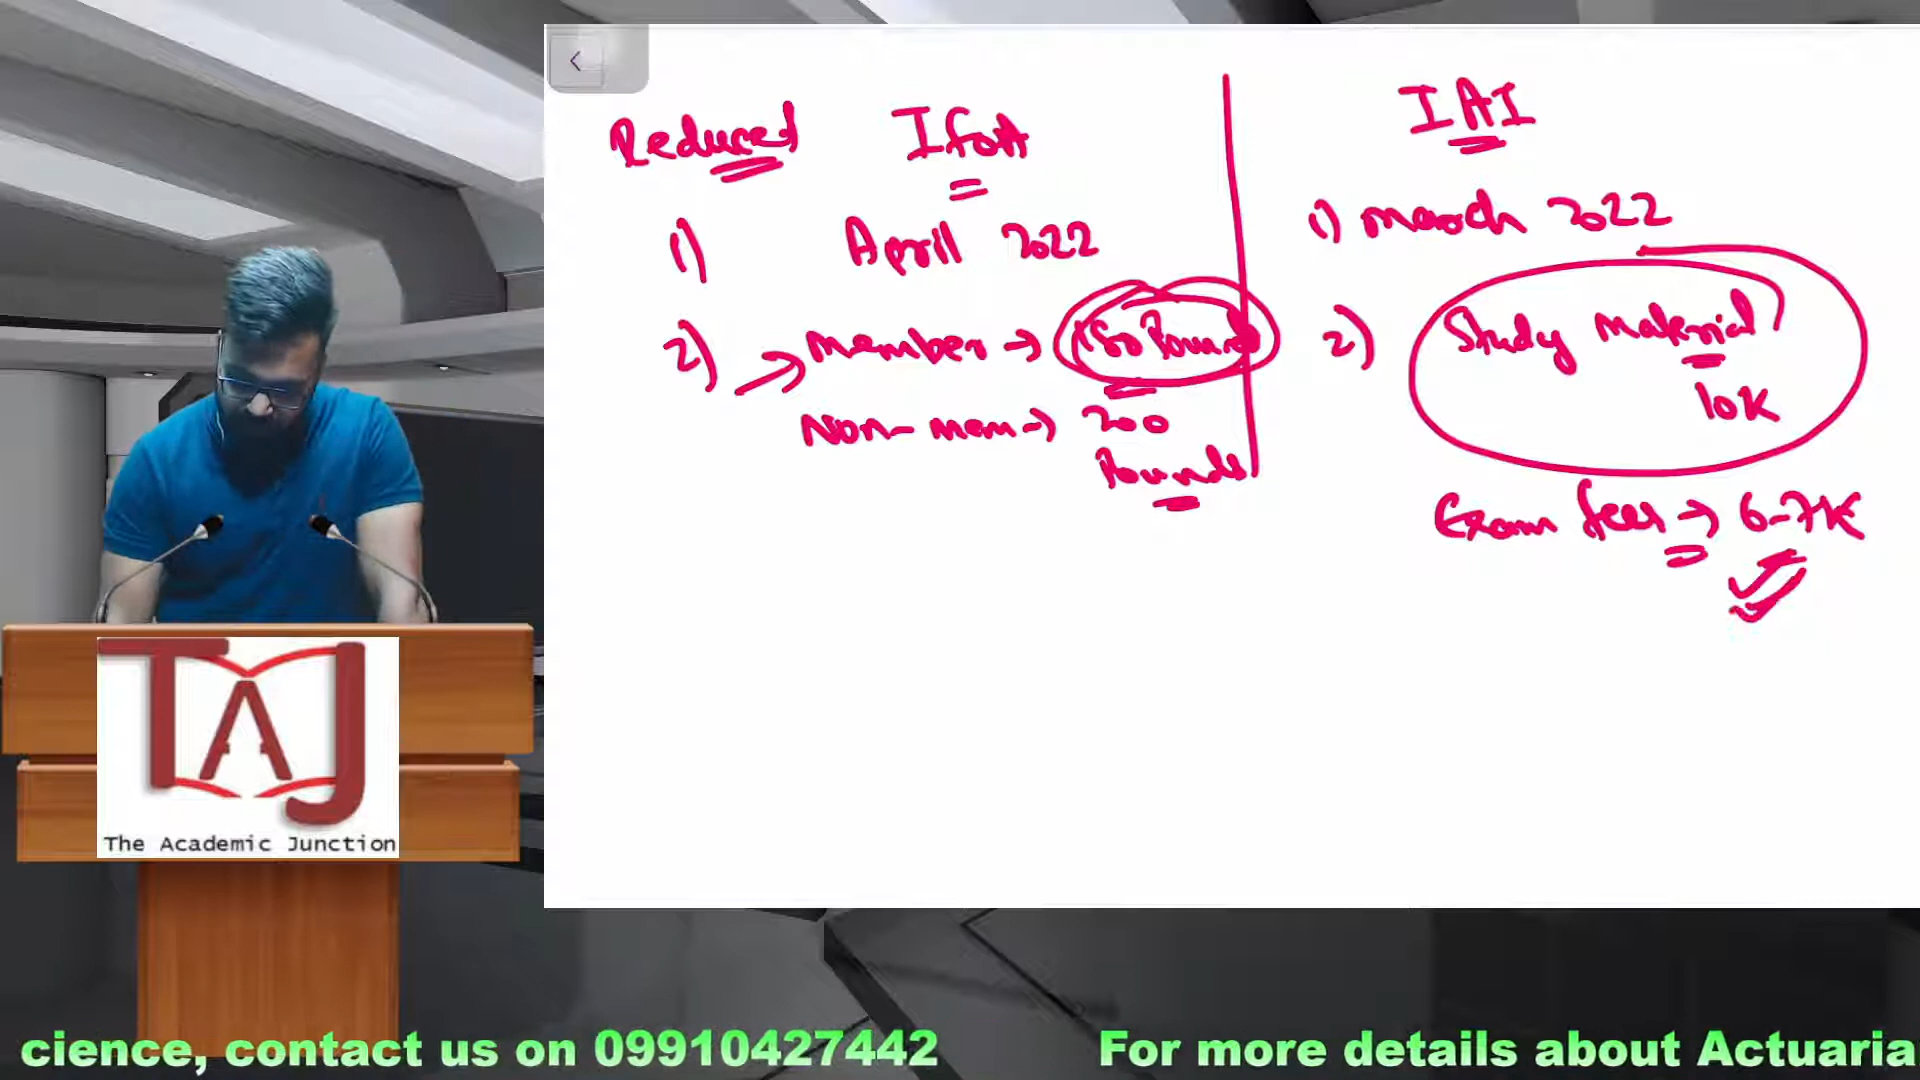 Reduced IFoA
1) April 2022
2) → Member → Pounds
Non-mem → 200
Pounds
IAI
1) March 2022
2) Study Material
10K
Exam fees → 6-7K
TAJ
The Academic Junction
cience, contact us on 09910427442 For more details about Actuaria